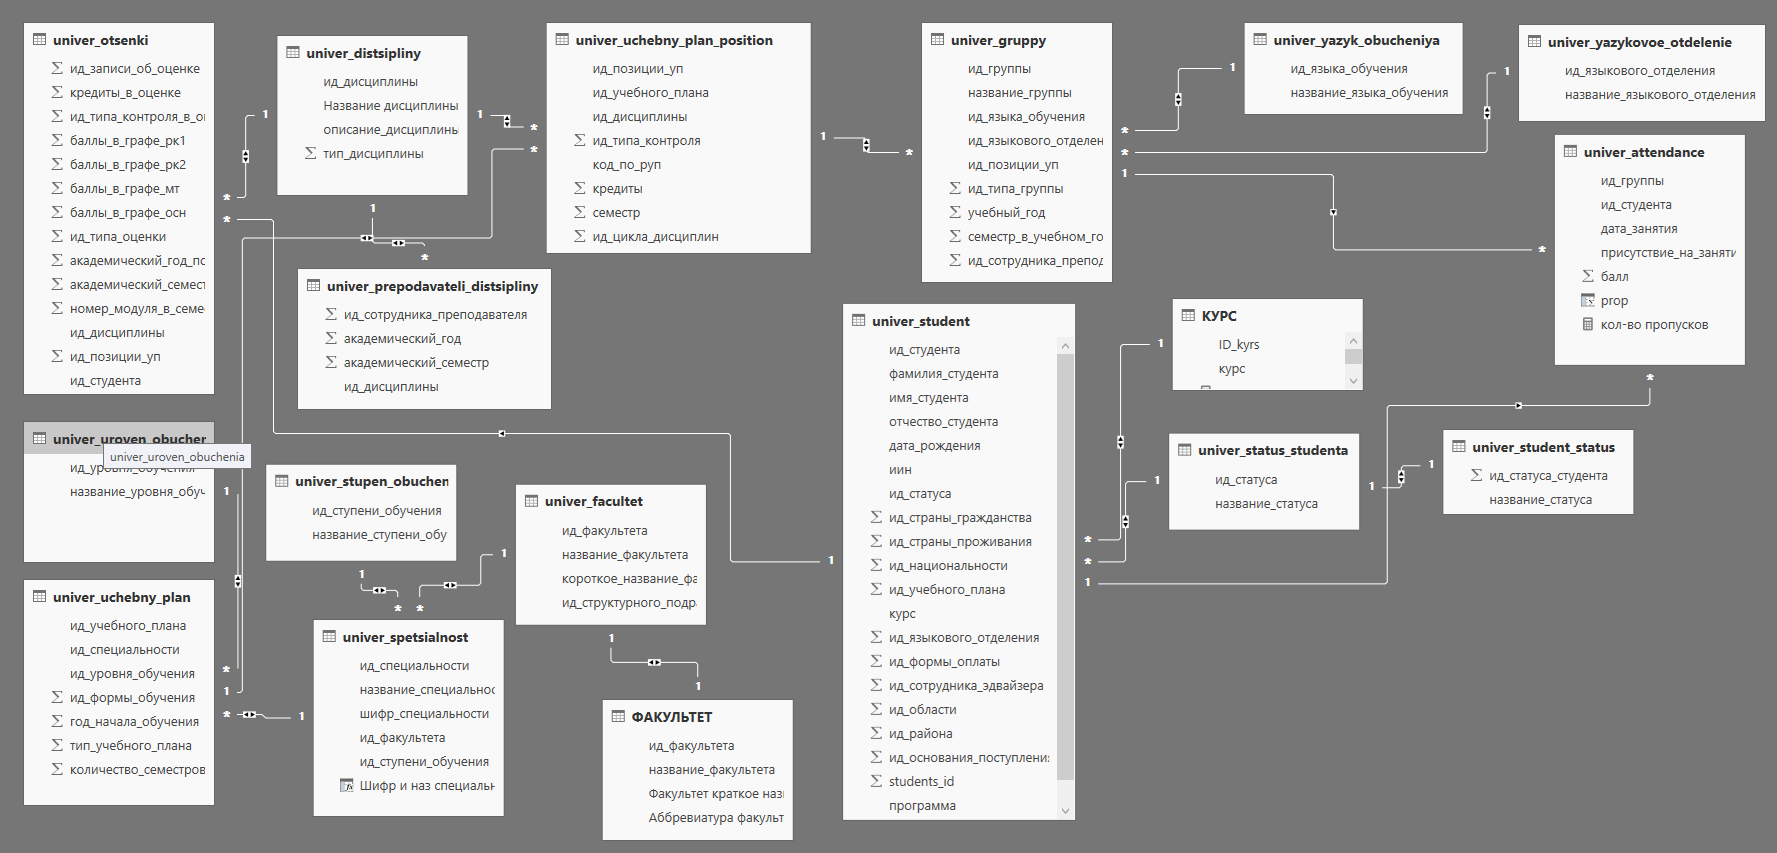 univer_otsenki
ид_записи_об_оценке
кредиты_в_оценке
ид_типа_контроля_в_о
баллы_в_графе_рк1
баллы_в_графе_рк2
баллы_в_графе_мт
баллы_в_графе_осн
ид_типа_оценки
академический_год_пс
академический_семест
номер_модуля_в_семе
ид_дисциплины
ид_позиции_уп
ид_студента
univer_distsipliny
ид_дисциплины
Название дисциплины
описание_дисциплины
тип_дисциплины
univer_uchebny_plan_position
ид_позиции_уп
ид_учебного_плана
ид_дисциплины
ид_типа_контроля
код_по_руп
кредиты
семестр
ид_цикла_дисциплин
univer_gruppy
ид_группы
название_группы
ид_языка_обучения
ид_языкового_отделен
ид_позиции_уп
ид_типа_группы
учебный_год
семестр_в_учебном_го
ид_сотрудника_препод
univer_yazyk_obucheniya
ид_языка_обучения
название_языка_обучения
univer_yazykovoe_otdelenie
ид_языкового_отделения
название_языкового_отделения
univer_attendance
ид_группы
ид_студента
дата_занятия
присутствие_на_заняти
балл
prop
кол-во пропусков
univer_prepodavateli_distsipliny
ид_сотрудника_преподавателя
академический_год
академический_семестр
ид_дисциплины
univer_student
ид_студента
фамилия_студента
имя_студента
отчество_студента
дата_рождения
иин
ид_статуса
ид_страны_гражданства
ид_страны_проживания
ид_национальности
ид_учебного_плана
курс
ид_языкового_отделения
ид_формы_оплаты
ид_сотрудника_эдвайзера
ид_области
ид_района
ид_основания_поступлени
students_id
программа
КУРС
ID_kyrs
курс
univer_status_studenta
ид_статуса
название_статуса
univer_student_status
ид_статуса_студента
название_статуса
univer_uroven_obucher
univer_uroven_obuchenia
ид_уровня_обучения
название_уровня_обуч
univer_stupen_obuchen
ид_ступени_обучения
название_ступени_обу
univer_facultet
ид_факультета
название_факультета
короткое_название_фа
ид_структурного_подр
univer_uchebny_plan
ид_учебного_плана
ид_специальности
ид_уровня_обучения
ид_формы_обучения
год_начала_обучения
тип_учебного_плана
количество_семестров
univer_spetsialnost
ид_специальности
название_специальнос
шифр_специальности
ид_факультета
ид_ступени_обучения
Шифр и наз специальн
ФАКУЛЬТЕТ
ид_факультета
название_факультета
Факультет краткое наз
Аббревиатура факульт